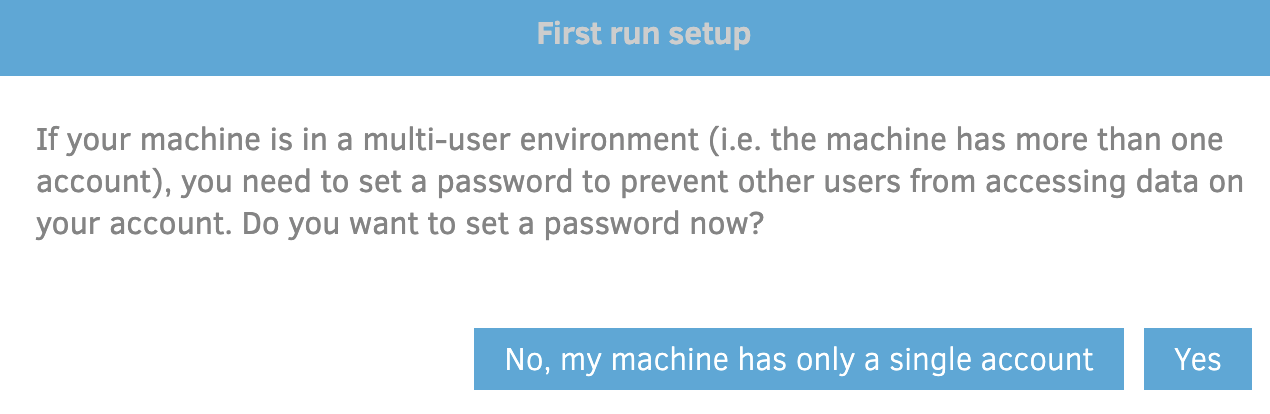 First run setup
If your machine is in a multi-user environment (i.e. the machine has more than one
account), you need to set a password to prevent other users from accessing data on
your account. Do you want to set a password now?
No, my machine has only a single account
Yes